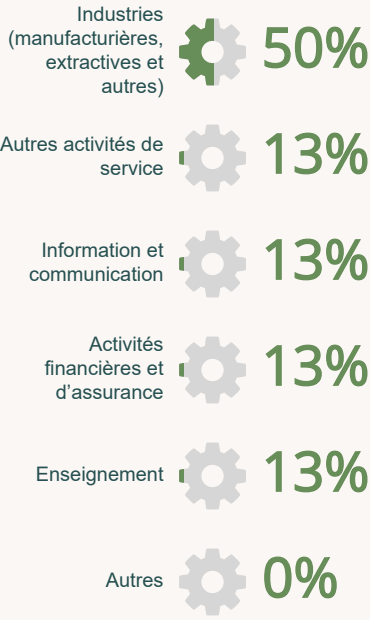 Industries
(manufacturières,
extractives et
autres)
50%
Autres activités de
service
13%
Information et
communication
13%
Activités
financières et
d’assurance
13%
Enseignement
13%
Autres
0%